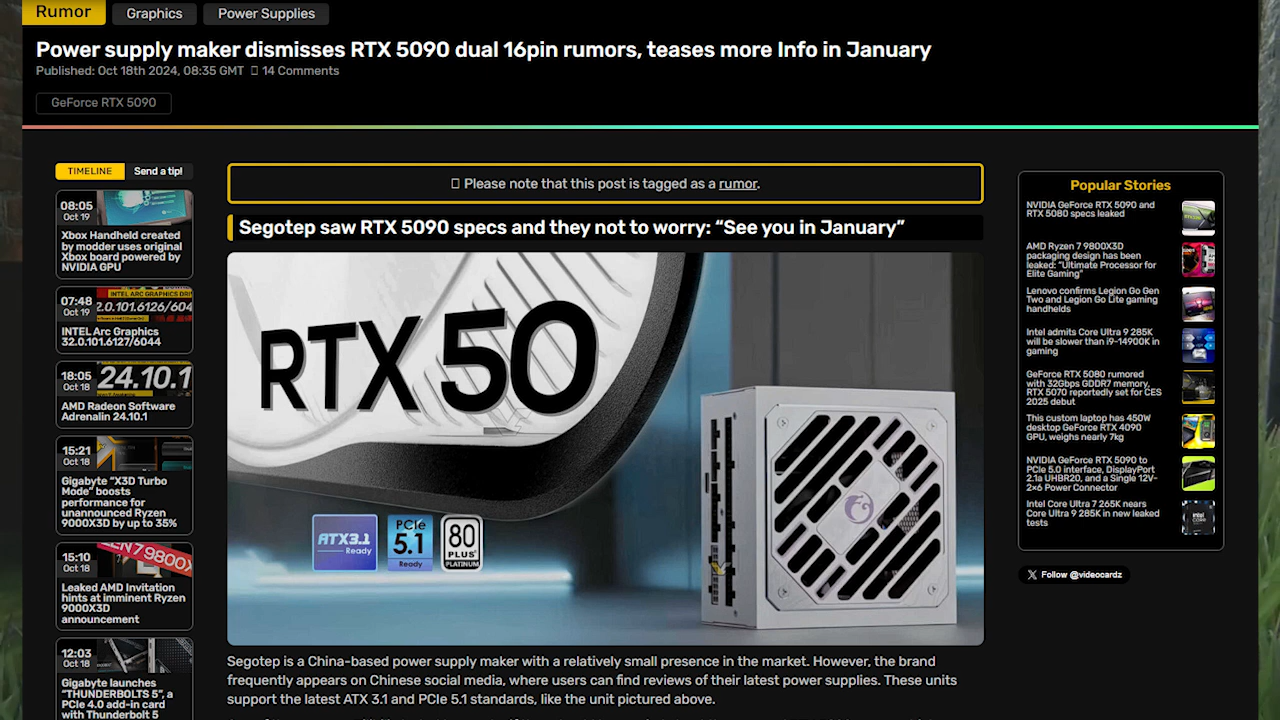 Rumor
Graphics
Power Supplies
Power supply maker dismisses RTX 5090 dual 16pin rumors, teases more Info in January
Published: Oct 18th 2024, 08:35 GMT
14 Comments
GeForce RTX 5090
TIMELINE
Send a tip!
08:05
Oct 19
Xbox Handheld created
by modder uses original
Xbox board powered by
NVIDIA GPU
07:48
Oct 19
INTEL ARC GRAPHICS DRI
2.0.101.6126/604
INTEL Arc Graphics
32.0.101.6127/6044
18:05
Oct 18
24.10.1
AMD Radeon Software
Adrenalin 24.10.1
15:21
Oct 18
Gigabyte “X3D Turbo
Mode” boosts
performance for
unannounced Ryzen
9000X3D by up to 35%
15:10
Oct 18
EN7 9800X
Leaked AMD Invitation
hints at imminent Ryzen
9000X3D
announcement
12:03
Oct 18
Gigabyte launches
“THUNDERBOLTS 5”, a
PCIe 4.0 add-in card
with Thunderbolt 5
Please note that this post is tagged as a rumor.
Segotep saw RTX 5090 specs and they not to worry: “See you in January”
RTX 50
ATX3.1
Ready
PCIe
5.1
Ready
80
PLUS
PLATINUM
Segotep is a China-based power supply maker with a relatively small presence in the market. However, the brand
frequently appears on Chinese social media, where users can find reviews of their latest power supplies. These units
support the latest ATX 3.1 and PCIe 5.1 standards, like the unit pictured above.
Popular Stories
NVIDIA GeForce RTX 5090 and
RTX 5080 specs leaked
AMD Ryzen 7 9800X3D
packaging design has been
leaked: “Ultimate Processor for
Elite Gaming”
Lenovo confirms Legion Go Gen
Two and Legion Go Lite gaming
handhelds
Intel admits Core Ultra 9 285K
will be slower than i9-14900K in
gaming
GeForce RTX 5080 rumored
with 32Gbps GDDR7 memory,
RTX 5070 reportedly set for CES
2025 debut
This custom laptop has 450W
desktop GeForce RTX 4090
GPU, weighs nearly 7kg
NVIDIA GeForce RTX 5090 to
PCIe 5.0 interface, DisplayPort
2.1a UHBR20, and a Single 12V-
2×6 Power Connector
Intel Core Ultra 7 265K nears
Core Ultra 9 285K in new leaked
tests
Follow @videocardz